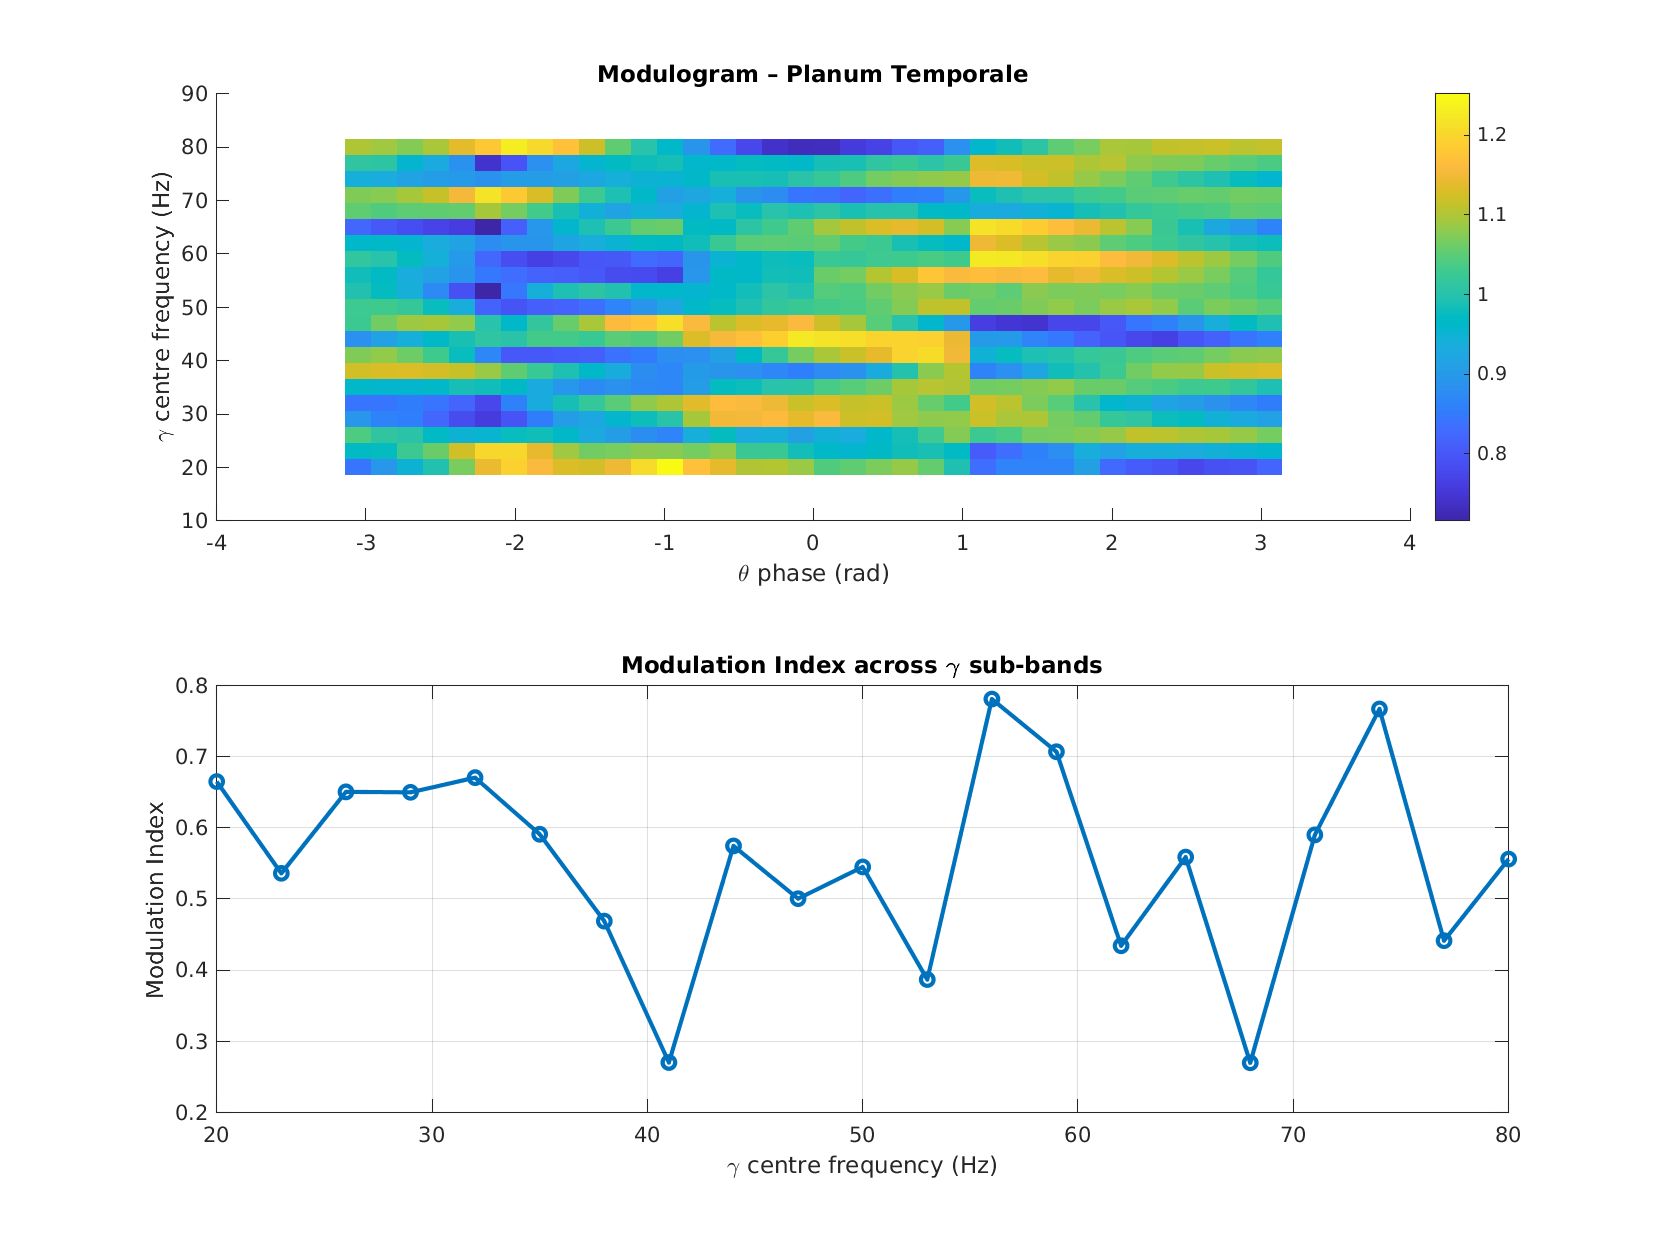 Modulogram – Planum Temporale
90
80
70
60
50
40
30
20
10
γ centre frequency (Hz)
-4 -3 -2 -1 0 1 2 3 4
θ phase (rad)
1.2
1.1
1
0.9
0.8
Modulation Index across γ sub-bands
0.8
0.7
0.6
0.5
0.4
0.3
0.2
Modulation Index
20 30 40 50 60 70 80
γ centre frequency (Hz)